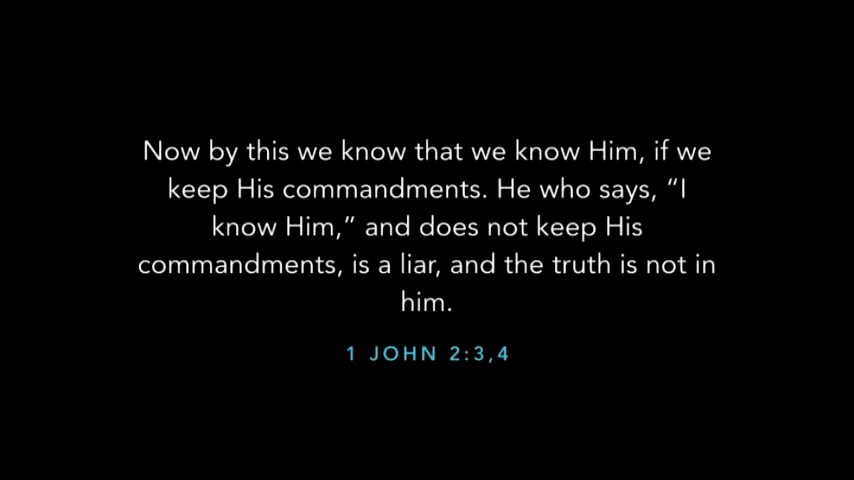 Now by this we know that we know Him, if we
keep His commandments. He who says, “I
know Him,” and does not keep His
commandments, is a liar, and the truth is not in
him.
1 JOHN 2:3,4